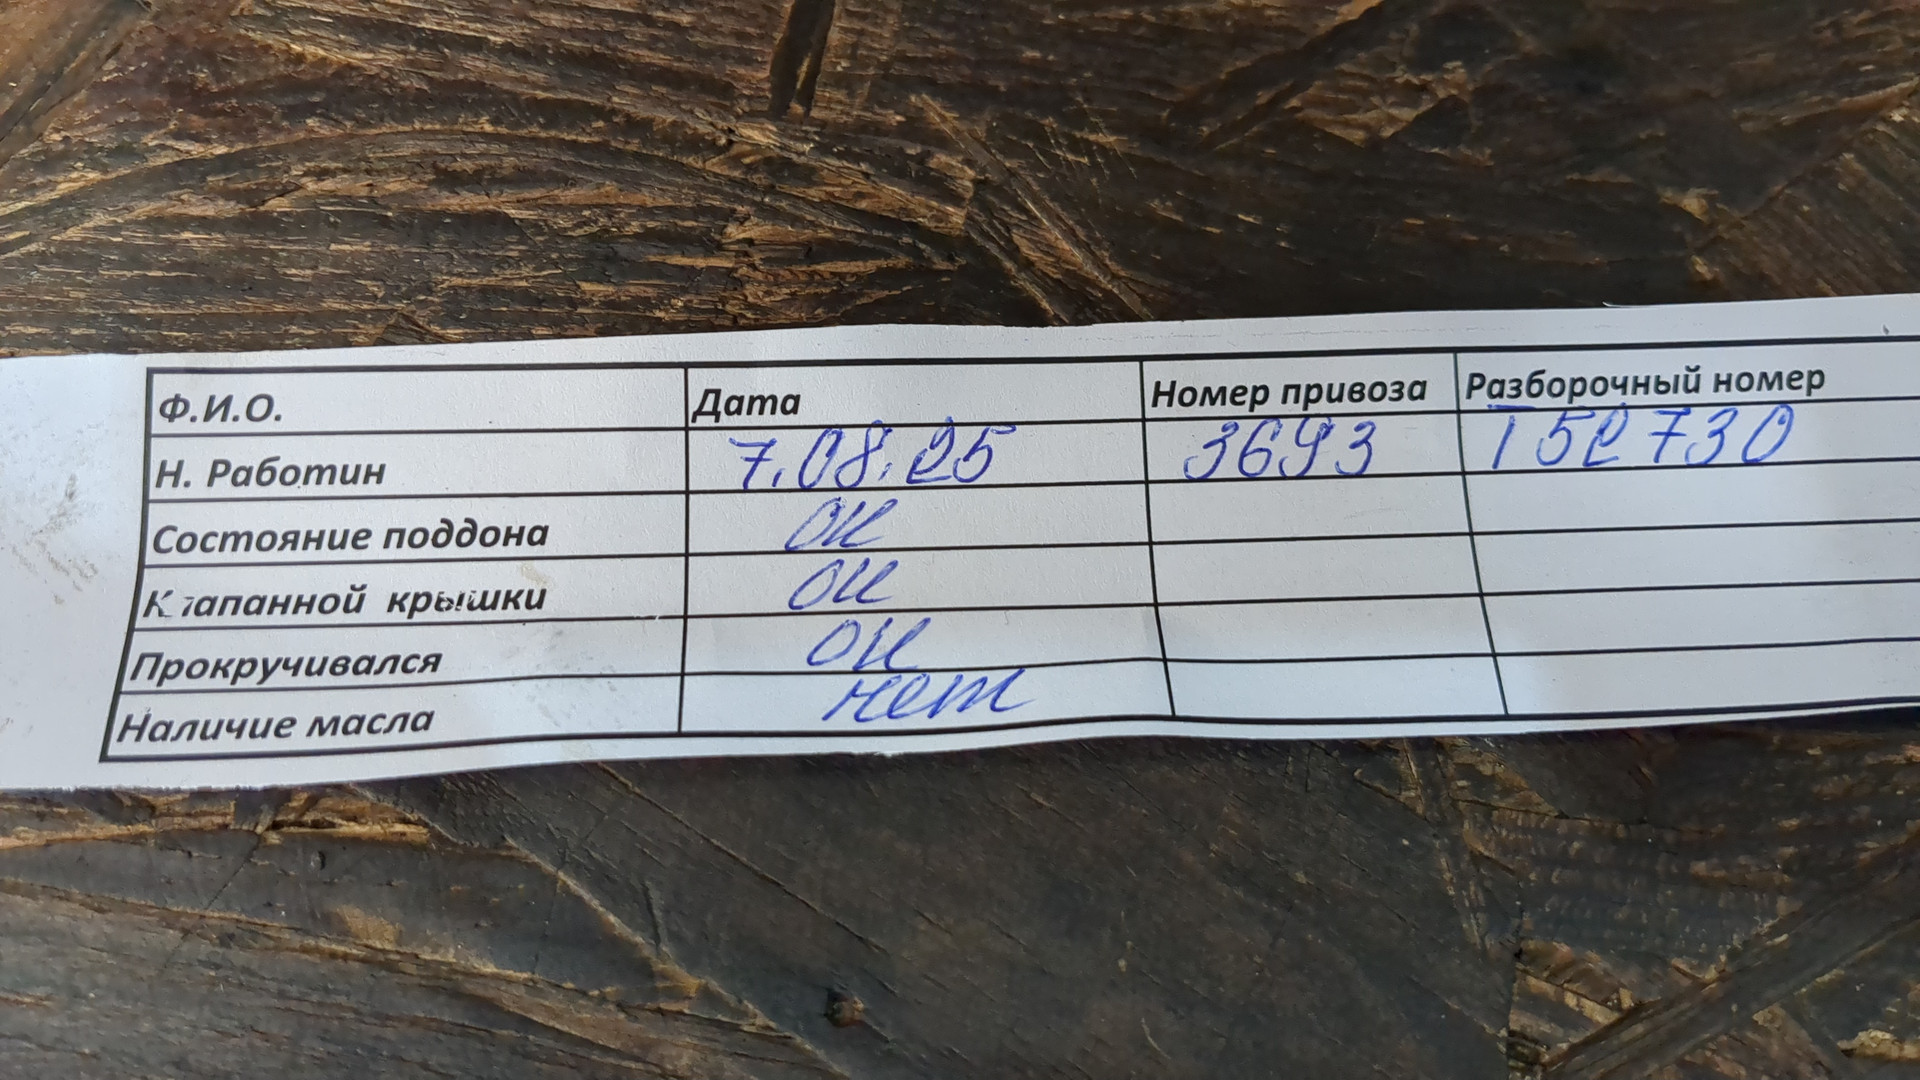 Ф.И.О. Дата Номер привоза Разборочный номер
Н. Работин 7.08.25 3693 Т52730
Состояние поддона ок
Клапанной крышки ок
Прокручивался ок
Наличие масла нет